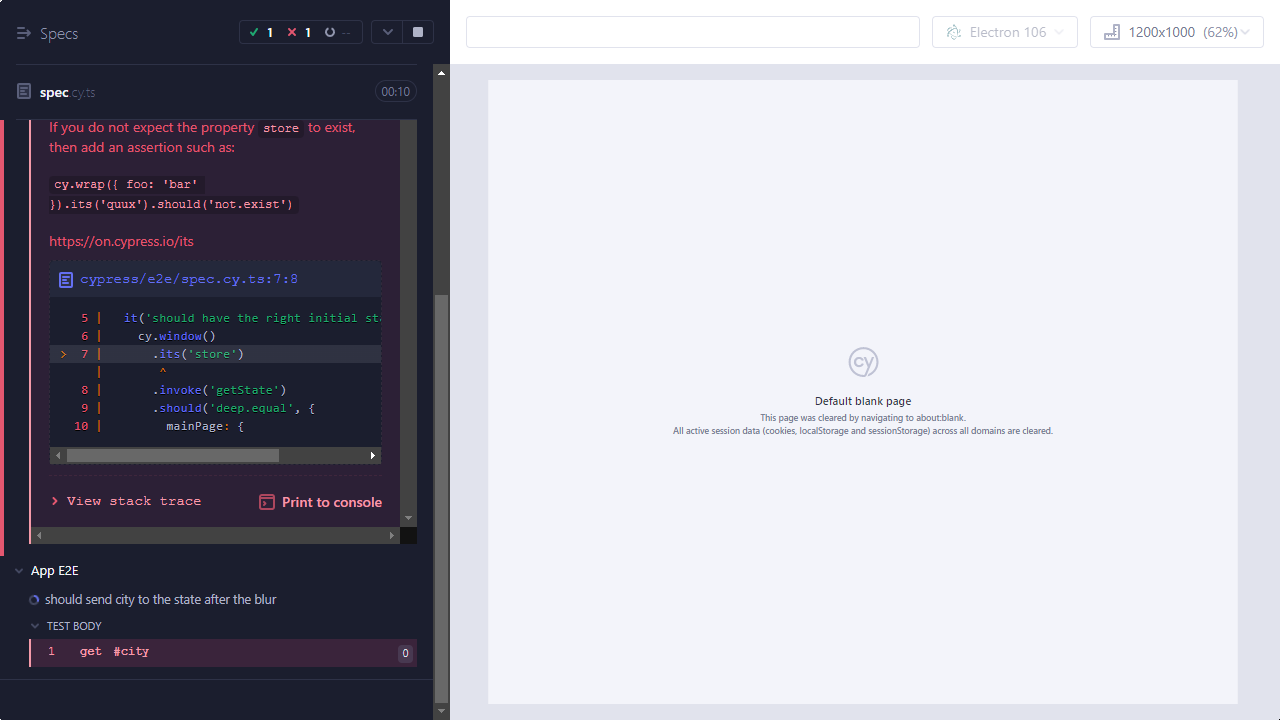 Specs
1 1 --
Electron 106
1200x1000 (62%)
spec.cy.ts
00:10
If you do not expect the property store to exist,
then add an assertion such as:
cy.wrap({ foo: 'bar'
}).its('quux').should('not.exist')
https://on.cypress.io/its
cypress/e2e/spec.cy.ts:7:8
5 | it('should have the right initial sta
6 | cy.window()
> 7 | .its('store')
| ^
8 | .invoke('getState')
9 | .should('deep.equal', {
10 | mainPage: {
> View stack trace
Print to console
App E2E
should send city to the state after the blur
TEST BODY
1 get #city 0
cy
Default blank page
This page was cleared by navigating to about:blank.
All active session data (cookies, localStorage and sessionStorage) across all domains are cleared.